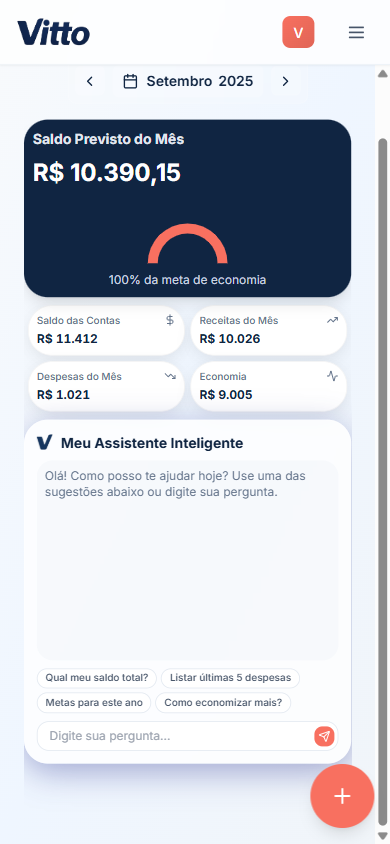 Vitto
V
Setembro 2025
Saldo Previsto do Mês
R$ 10.390,15
100% da meta de economia
Saldo das Contas
R$ 11.412
Receitas do Mês
R$ 10.026
Despesas do Mês
R$ 1.021
Economia
R$ 9.005
V Meu Assistente Inteligente
Olá! Como posso te ajudar hoje? Use uma das
sugestões abaixo ou digite sua pergunta.
Qual meu saldo total?
Listar últimas 5 despesas
Metas para este ano
Como economizar mais?
Digite sua pergunta...